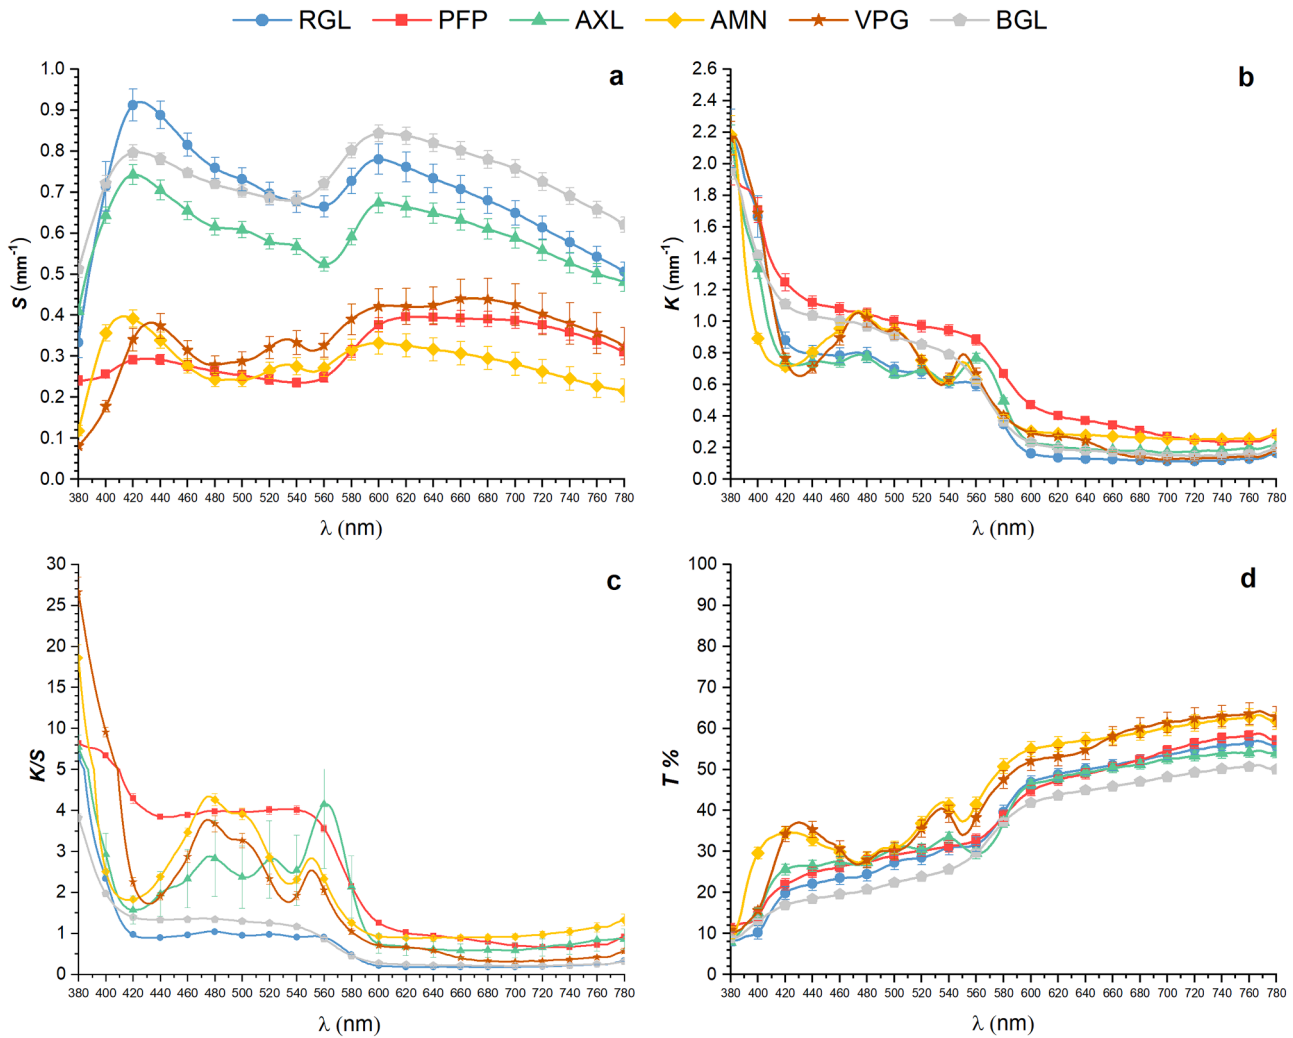 RGL PFP AXL AMN VPG BGL
a
1.0
0.9
0.8
0.7
0.6
0.5
0.4
0.3
0.2
0.1
0.0
S (mm⁻¹)
380 400 420 440 460 480 500 520 540 560 580 600 620 640 660 680 700 720 740 760 780
λ (nm)
b
2.6
2.4
2.2
2.0
1.8
1.6
1.4
1.2
1.0
0.8
0.6
0.4
0.2
0.0
K (mm⁻¹)
380 400 420 440 460 480 500 520 540 560 580 600 620 640 660 680 700 720 740 760 780
λ (nm)
c
30
25
20
15
10
5
4
3
2
1
0
K/S
380 400 420 440 460 480 500 520 540 560 580 600 620 640 660 680 700 720 740 760 780
λ (nm)
d
100
90
80
70
60
50
40
30
20
10
0
T %
380 400 420 440 460 480 500 520 540 560 580 600 620 640 660 680 700 720 740 760 780
λ (nm)